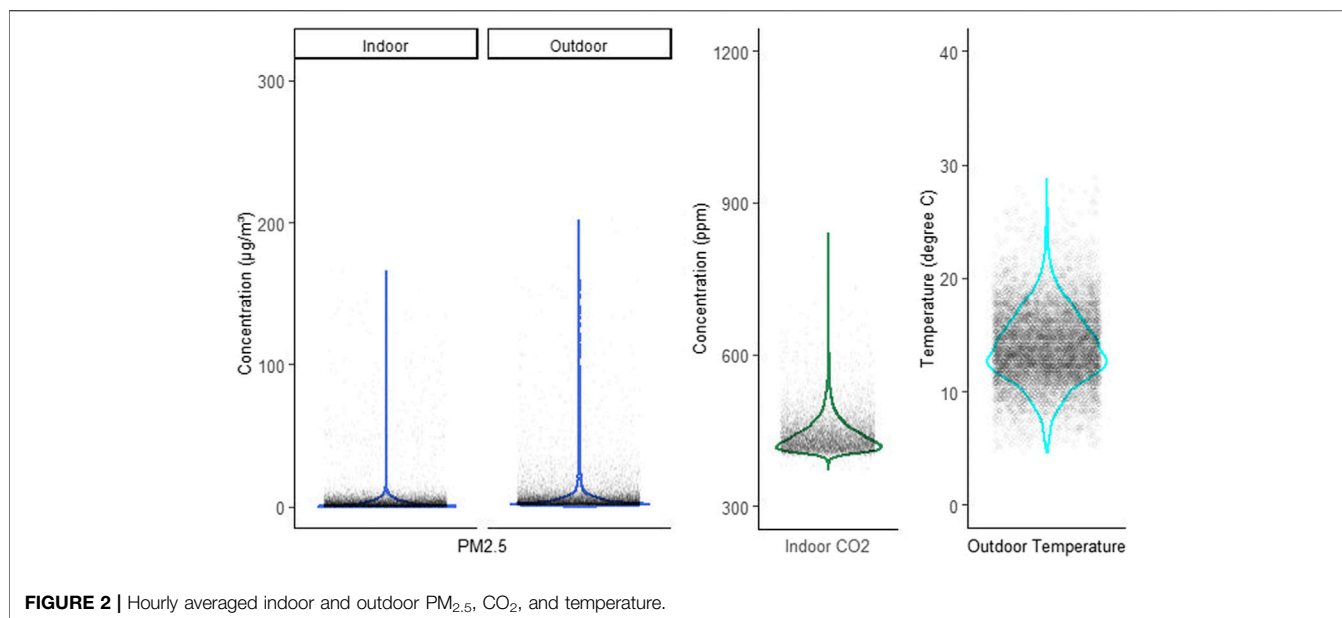 Indoor
Outdoor
300
200
100
0
Concentration (µg/m³)
PM2.5
1200
900
600
300
Concentration (ppm)
Indoor CO2
40
30
20
10
0
Temperature (degree C)
Outdoor Temperature
FIGURE 2 | Hourly averaged indoor and outdoor PM2.5, CO2, and temperature.